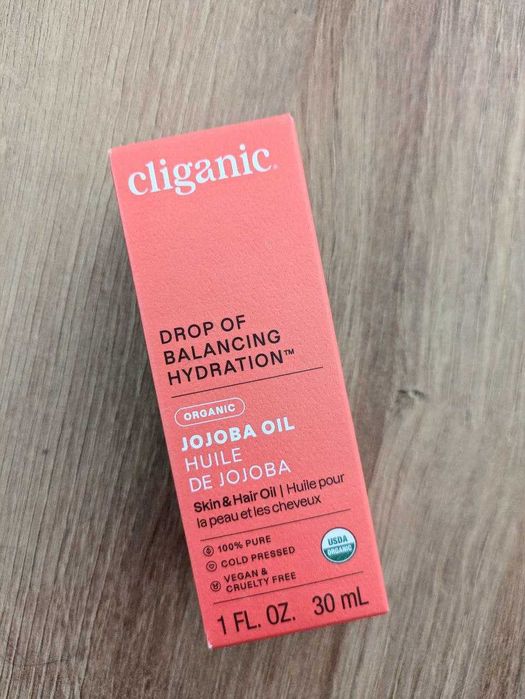 cliganic®
DROP OF
BALANCING
HYDRATION™
ORGANIC
JOJOBA OIL
HUILE
DE JOJOBA
Skin & Hair Oil | Huile pour
la peau et les cheveux
100% PURE
COLD PRESSED
VEGAN &
CRUELTY FREE
USDA
ORGANIC
1 FL. OZ. 30 mL